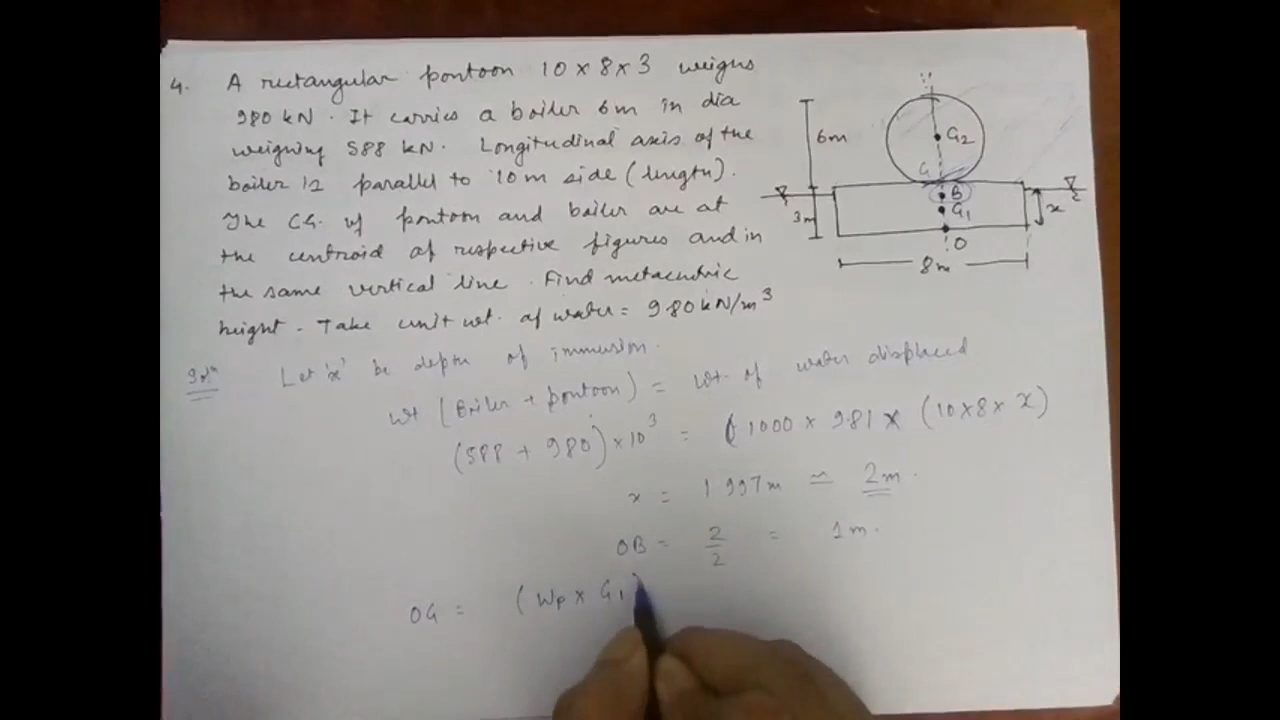 4. A rectangular pontoon 10 × 8 × 3 weighs
980 kN. It carries a boiler 6m in dia
weighing 588 kN. Longitudinal axis of the
boiler is parallel to 10 m side (length).
The CG. of pontoon and boiler are at
the centroid of respective figures and in
the same vertical line. Find metacentric
height. Take unit wt. of water = 9.80 kN/m³
6m
G2
G
B
G1
3m
x
O
8m
Solⁿ Let 'x' be depth of immersion.
Wt (Boiler + pontoon) = Wt. of water displaced
(588 + 980) × 10³ = (1000 × 9.81 × (10 × 8 × x)
x = 1.997m ≃ 2m.
OB = 2/2 = 1m.
OG = (Wp × G1)